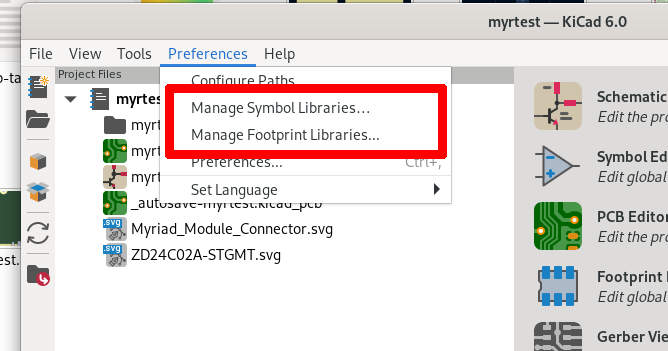 myrtest — KiCad 6.0
File View Tools Preferences Help
Project Files
Configure Paths
Manage Symbol Libraries...
Manage Footprint Libraries...
Preferences... Ctrl+,
Set Language
myrtest
myrt
myrt
myrt
_autosave-myrtest.kicad_pcb
Myriad_Module_Connector.svg
ZD24C02A-STGMT.svg
Schematic
Edit the pro
Symbol Edi
Edit global
PCB Editor
Edit the pro
Footprint
Edit global
Gerber Vie
.svg
.svg